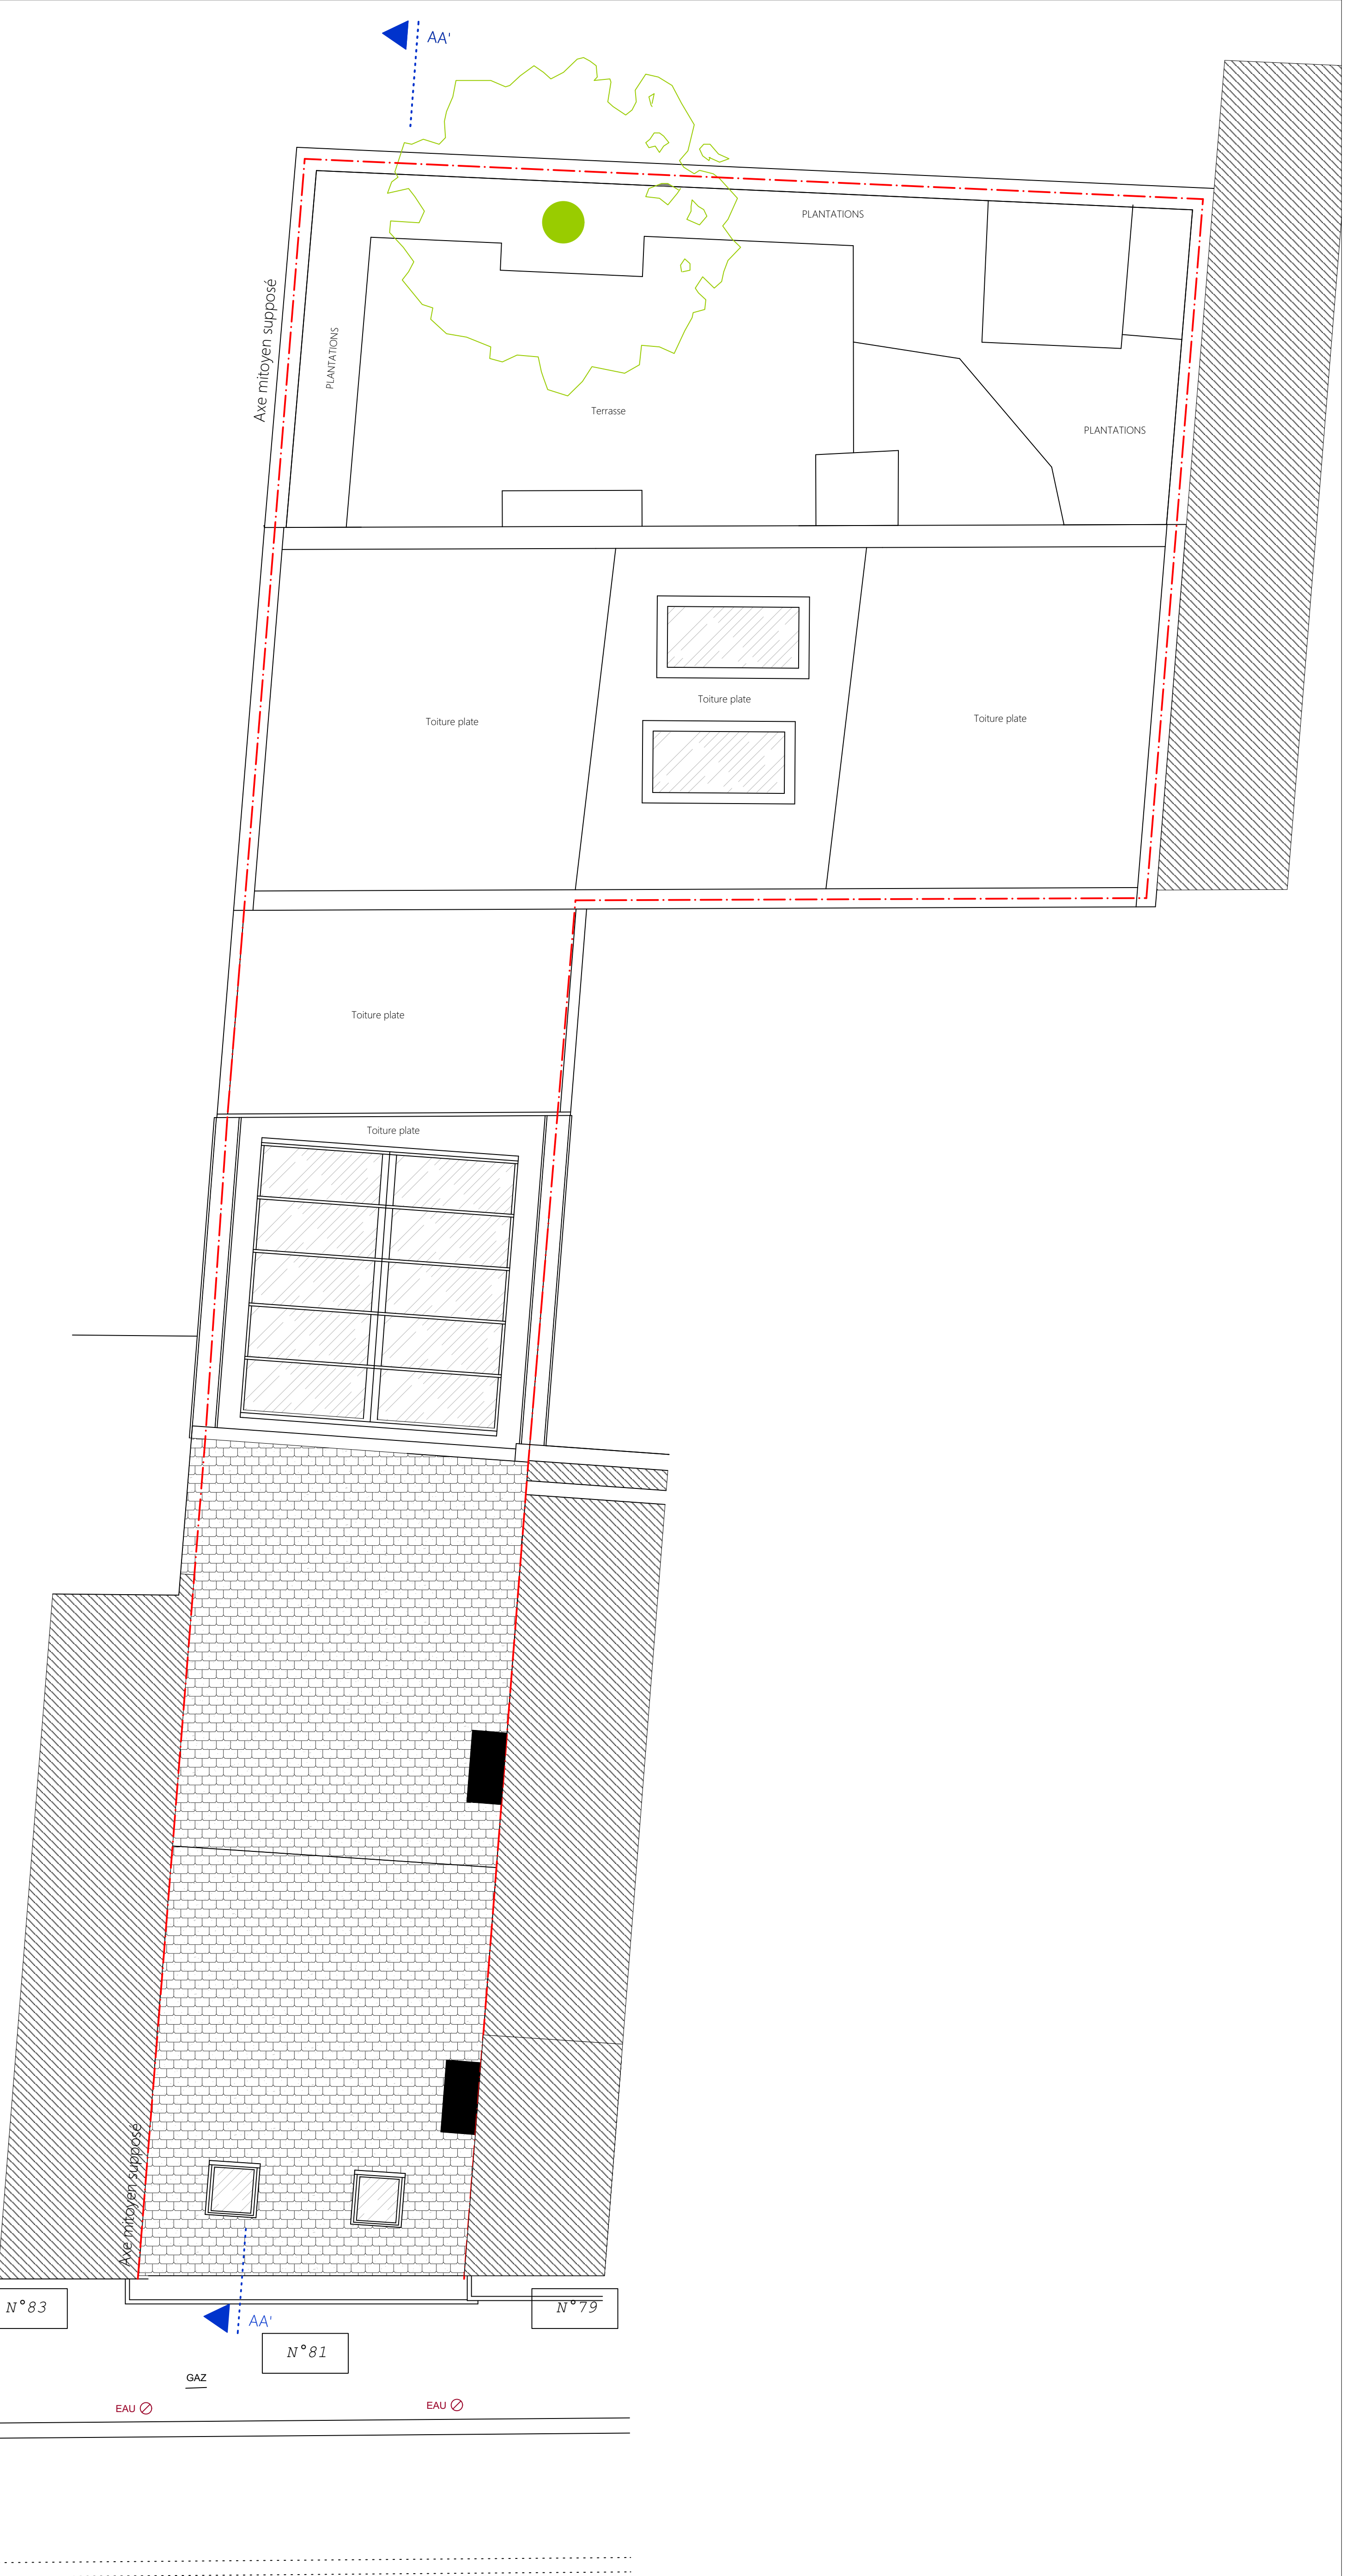 AA'
PLANTATIONS
Axe mitoyen supposé
PLANTATIONS
Terrasse
PLANTATIONS
Toiture plate
Toiture plate
Toiture plate
Toiture plate
Toiture plate
Axe mitoyen supposé
N°83
N°79
AA'
N°81
GAZ
EAU
EAU